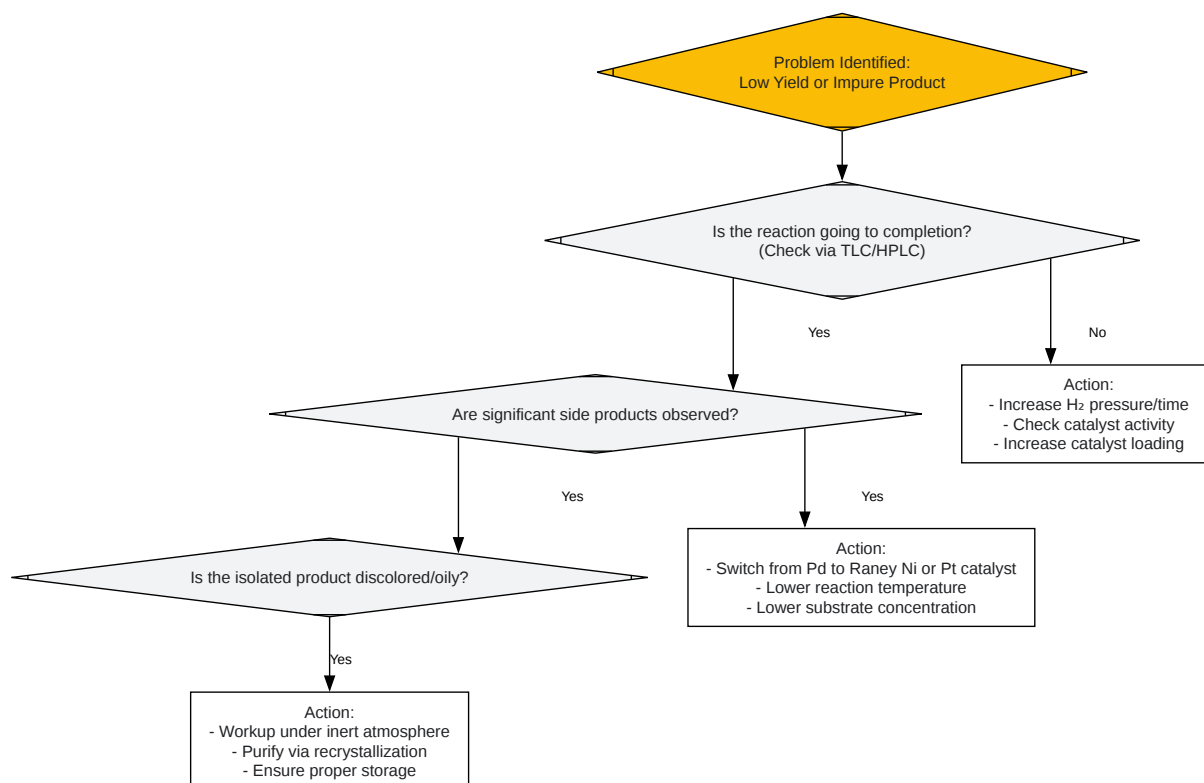 Problem Identified:
Low Yield or Impure Product
Is the reaction going to completion?
(Check via TLC/HPLC)
Yes
No
Action:
- Increase H₂ pressure/time
- Check catalyst activity
- Increase catalyst loading
Are significant side products observed?
Yes
Yes
Action:
- Switch from Pd to Raney Ni or Pt catalyst
- Lower reaction temperature
- Lower substrate concentration
Is the isolated product discolored/oily?
Yes
Action:
- Workup under inert atmosphere
- Purify via recrystallization
- Ensure proper storage